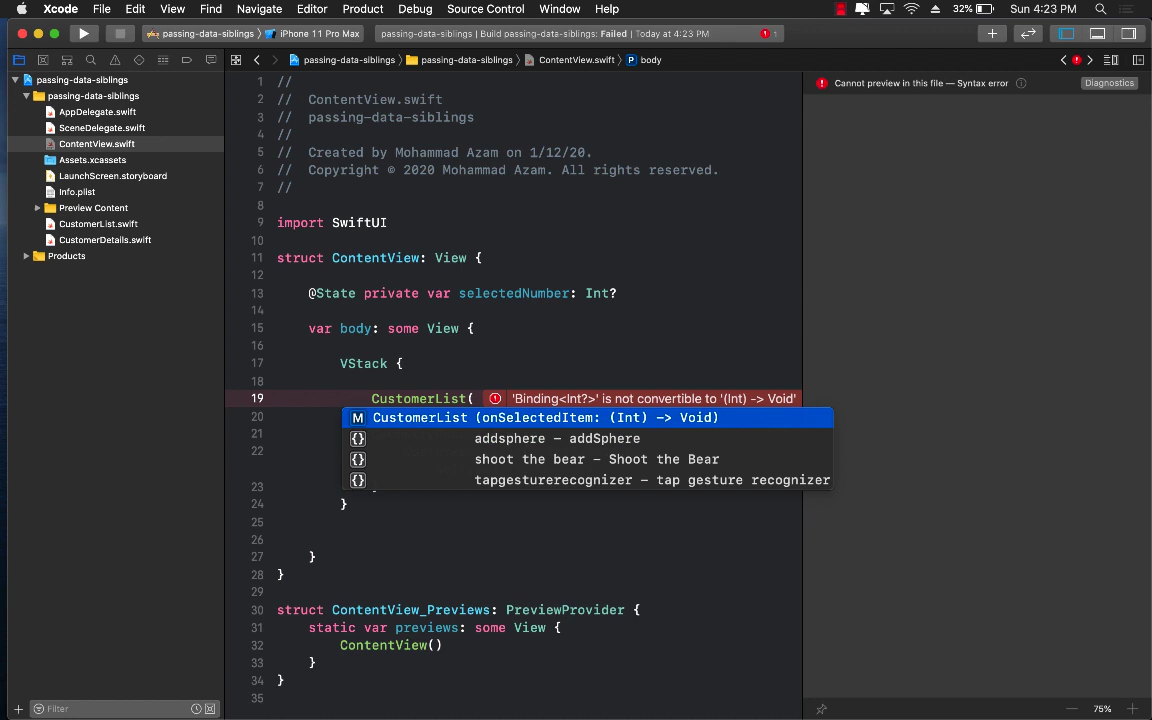 Xcode File Edit View Find Navigate Editor Product Debug Source Control Window Help 32% Sun 4:23 PM
passing-data-siblings iPhone 11 Pro Max passing-data-siblings | Build passing-data-siblings: Failed | Today at 4:23 PM 1
passing-data-siblings passing-data-siblings ContentView.swift P body
passing-data-siblings
passing-data-siblings
AppDelegate.swift
SceneDelegate.swift
ContentView.swift
Assets.xcassets
LaunchScreen.storyboard
Info.plist
Preview Content
CustomerList.swift
CustomerDetails.swift
Products
Filter
1 //
2 // ContentView.swift
3 // passing-data-siblings
4 //
5 // Created by Mohammad Azam on 1/12/20.
6 // Copyright © 2020 Mohammad Azam. All rights reserved.
7 //
8
9 import SwiftUI
10
11 struct ContentView: View {
12
13 @State private var selectedNumber: Int?
14
15 var body: some View {
16
17 VStack {
18
19 CustomerList( 'Binding<Int?>' is not convertible to '(Int) -> Void'
20 M CustomerList (onSelectedItem: (Int) -> Void)
21 {} addsphere – addSphere
22 {} shoot the bear – Shoot the Bear
{} tapgesturerecognizer – tap gesture recognizer
23
24 }
25
26
27 }
28 }
29
30 struct ContentView_Previews: PreviewProvider {
31 static var previews: some View {
32 ContentView()
33 }
34 }
35
Cannot preview in this file — Syntax error Diagnostics
75%